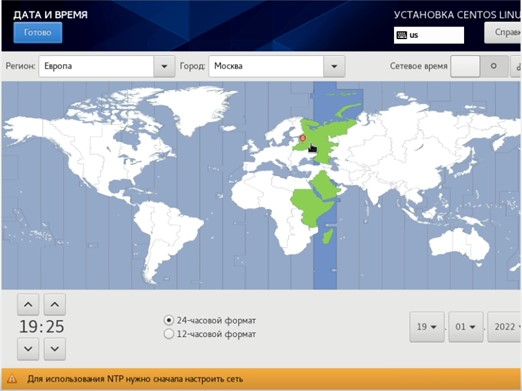 ДАТА И ВРЕМЯ
УСТАНОВКА CENTOS LINU
Готово
us
Справ
Регион: Европа Город: Москва Сетевое время
19:25
24-часовой формат
12-часовой формат
19 . 01 . 2022
Для использования NTP нужно сначала настроить сеть